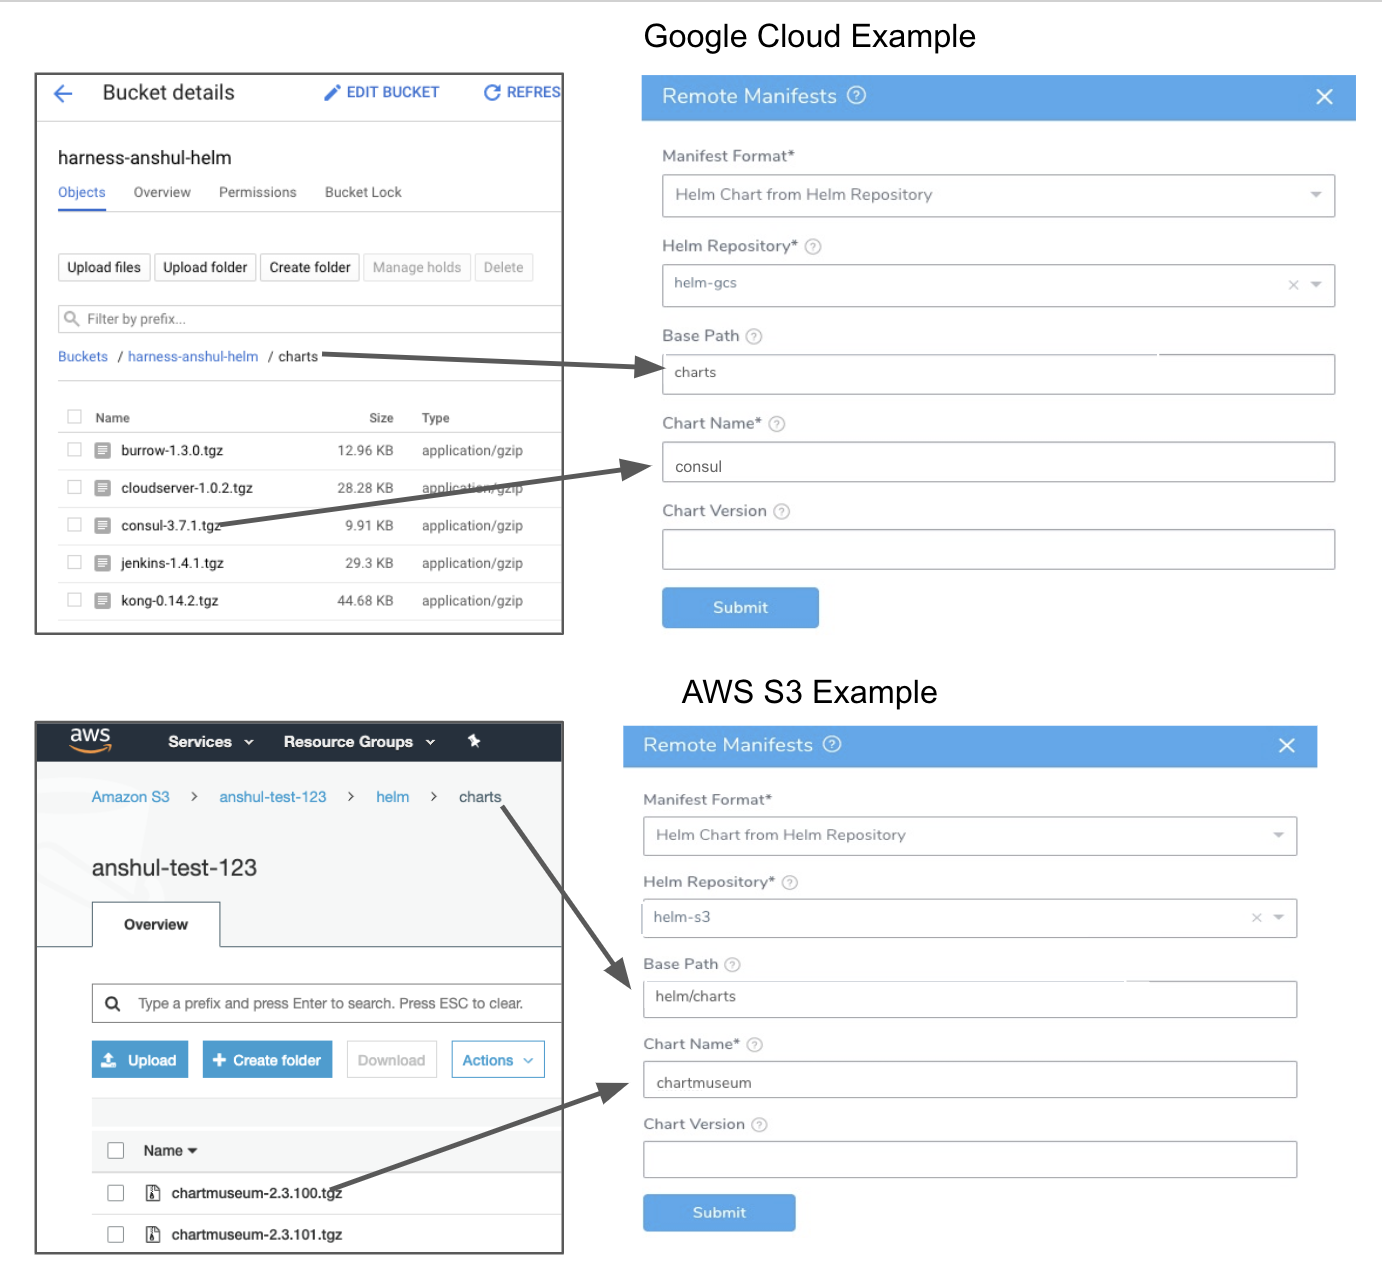 Google Cloud Example
Bucket details
EDIT BUCKET
REFRES
harness-anshul-helm
Objects Overview Permissions Bucket Lock
Upload files Upload folder Create folder Manage holds Delete
Filter by prefix...
Buckets / harness-anshul-helm / charts
Name Size Type
burrow-1.3.0.tgz 12.96 KB application/gzip
cloudserver-1.0.2.tgz 28.28 KB application/gzip
consul-3.7.1.tgz 9.91 KB application/gzip
jenkins-1.4.1.tgz 29.3 KB application/gzip
kong-0.14.2.tgz 44.68 KB application/gzip
Remote Manifests ?
Manifest Format*
Helm Chart from Helm Repository
Helm Repository* ?
helm-gcs
Base Path ?
charts
Chart Name* ?
consul
Chart Version ?
Submit
AWS S3 Example
aws Services Resource Groups
Amazon S3 > anshul-test-123 > helm > charts
anshul-test-123
Overview
Type a prefix and press Enter to search. Press ESC to clear.
Upload + Create folder Download Actions
Name
chartmuseum-2.3.100.tgz
chartmuseum-2.3.101.tgz
Remote Manifests ?
Manifest Format*
Helm Chart from Helm Repository
Helm Repository* ?
helm-s3
Base Path ?
helm/charts
Chart Name* ?
chartmuseum
Chart Version ?
Submit